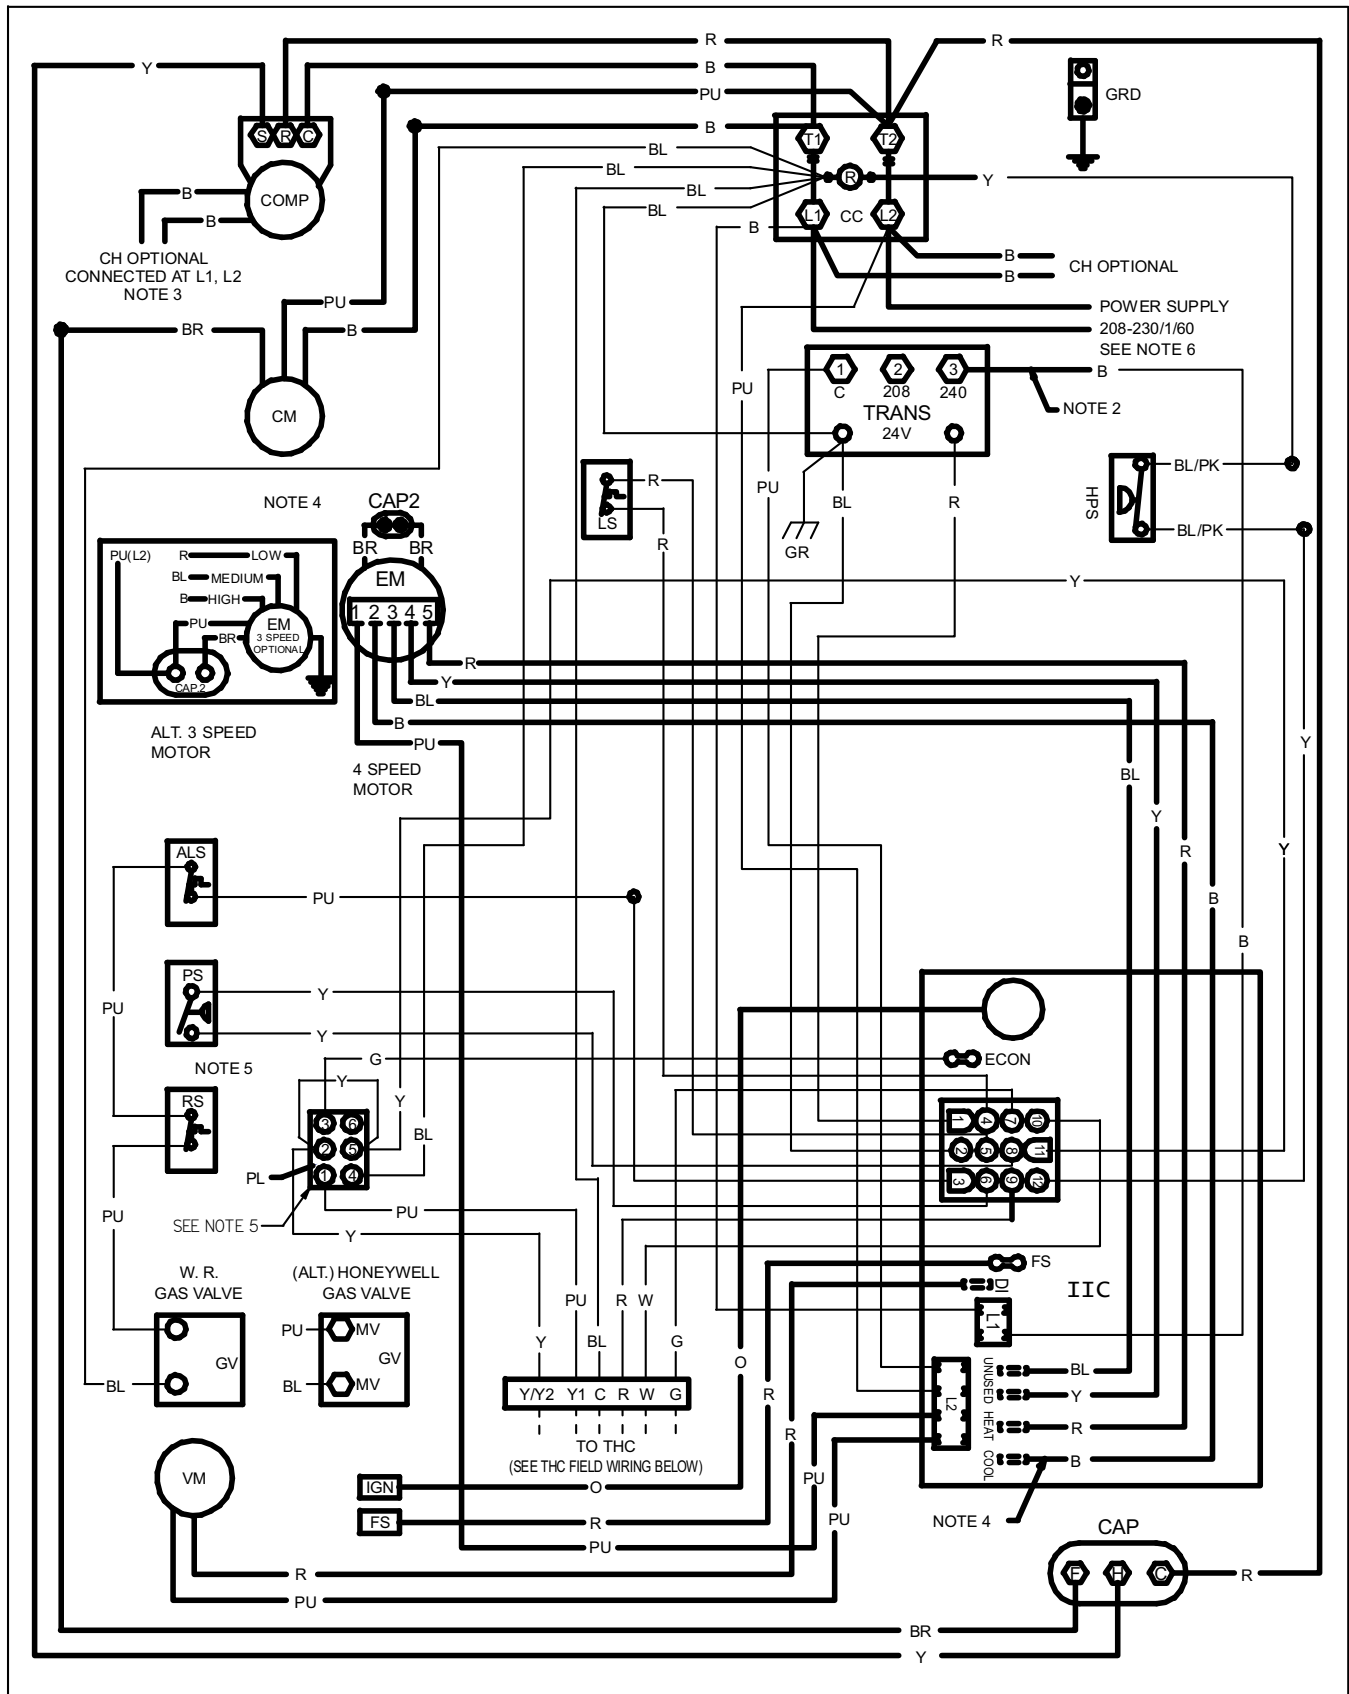 R
R
Y
B
PU
GRD
B
S R C
T1 T2
BL
BL
BL
BL
R
Y
COMP
B
B
L1 CC L2
B
CH OPTIONAL
CONNECTED AT L1, L2
NOTE 3
B
B
CH OPTIONAL
PU
POWER SUPPLY
208-230/1/60
SEE NOTE 6
BR
B
1 2 3
C 208 240
TRANS
24V
B
NOTE 2
PU
CM
BL/PK
HPS
BL/PK
R
LS
R
PU
BL
R
GR
NOTE 4
CAP2
BR BR
EM
1 2 3 4 5
PU(L2)
R LOW
BL MEDIUM
B HIGH
PU
BR
EM
3 SPEED
OPTIONAL
CAP.2
Y
R
Y
BL
B
PU
ALT. 3 SPEED
MOTOR
4 SPEED
MOTOR
Y
BL
Y
R
Y
B
B
ALS
PU
PS
Y
Y
PU
NOTE 5
G
ECON
Y
Y
BL
RS
3 6
2 5
1 4
PL
SEE NOTE 5
PU
Y
PU
1 4 7 10
2 5 8 11
3 6 9 12
FS
DI
IIC
L1
W. R.
GAS VALVE
(ALT.) HONEYWELL
GAS VALVE
PU MV
GV
GV
BL
BL MV
Y PU BL R W G
Y/Y2 Y1 C R W G
TO THC
(SEE THC FIELD WIRING BELOW)
O
R
R
L2
UNUSED HEAT COOL
BL
Y
R
B
VM
IGN
O
FS
R
PU
PU
PU
NOTE 4
R
PU
CAP
F H C
R
BR
Y